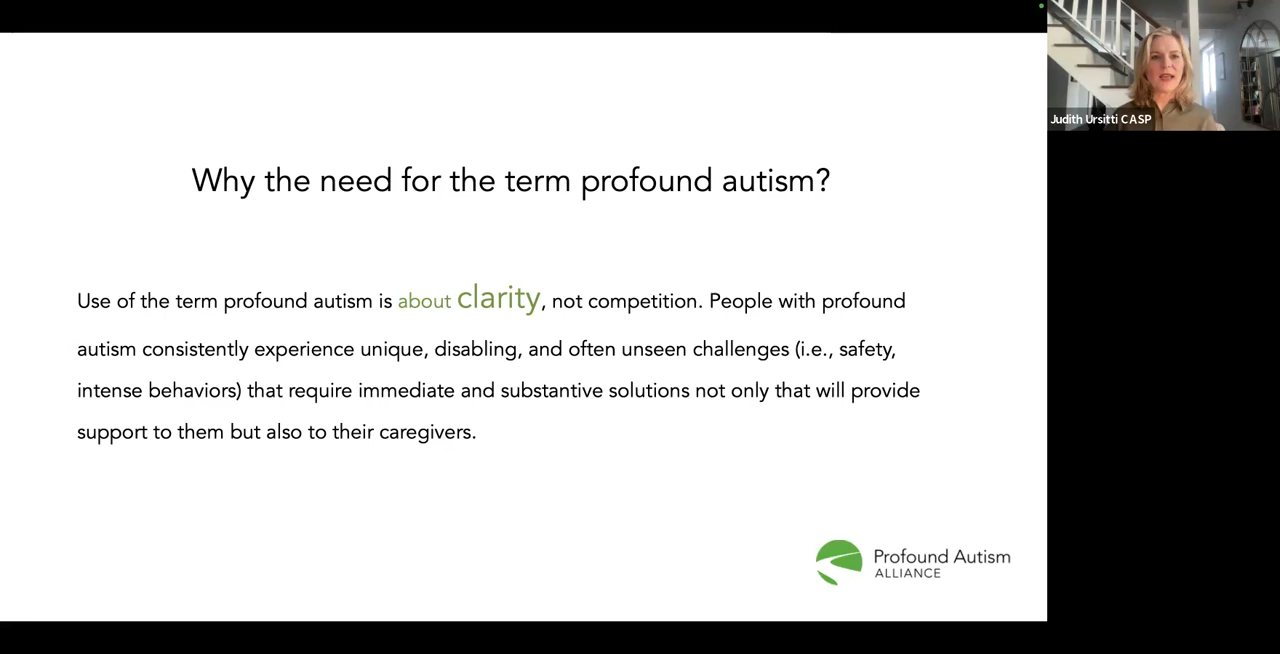 Why the need for the term profound autism?
Use of the term profound autism is about clarity, not competition. People with profound
autism consistently experience unique, disabling, and often unseen challenges (i.e., safety,
intense behaviors) that require immediate and substantive solutions not only that will provide
support to them but also to their caregivers.
Profound Autism
ALLIANCE
Judith Ursitti CASP